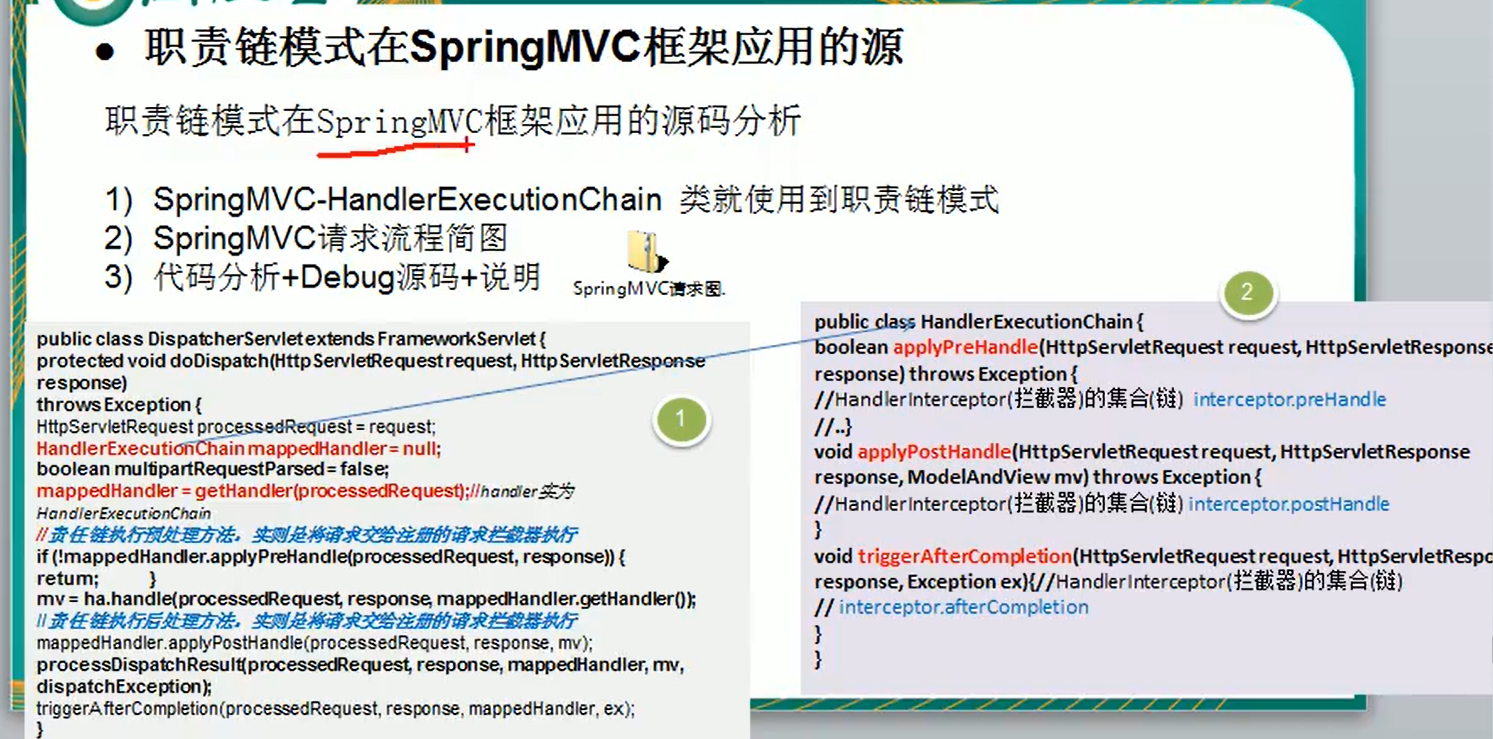 ● 职责链模式在SpringMVC框架应用的源
职责链模式在SpringMVC框架应用的源码分析
1) SpringMVC-HandlerExecutionChain 类就使用到职责链模式
2) SpringMVC请求流程简图
3) 代码分析+Debug源码+说明
SpringMVC请求图.
1
public class DispatcherServlet extends FrameworkServlet {
protected void doDispatch(HttpServletRequest request, HttpServletResponse
response)
throws Exception {
HttpServletRequest processedRequest = request;
HandlerExecutionChain mappedHandler = null;
boolean multipartRequestParsed = false;
mappedHandler = getHandler(processedRequest);//handler实为
HandlerExecutionChain
//责任链执行预处理方法，实则是将请求交给注册的请求拦截器执行
if (!mappedHandler.applyPreHandle(processedRequest, response)) {
return; }
mv = ha.handle(processedRequest, response, mappedHandler.getHandler());
//责任链执行后处理方法，实则是将请求交给注册的请求拦截器执行
mappedHandler.applyPostHandle(processedRequest, response, mv);
processDispatchResult(processedRequest, response, mappedHandler, mv,
dispatchException);
triggerAfterCompletion(processedRequest, response, mappedHandler, ex);
}
2
public class HandlerExecutionChain {
boolean applyPreHandle(HttpServletRequest request, HttpServletResponse
response) throws Exception {
//HandlerInterceptor(拦截器)的集合(链) interceptor.preHandle
//..}
void applyPostHandle(HttpServletRequest request, HttpServletResponse
response, ModelAndView mv) throws Exception {
//HandlerInterceptor(拦截器)的集合(链) interceptor.postHandle
}
void triggerAfterCompletion(HttpServletRequest request, HttpServletRespo
response, Exception ex){//HandlerInterceptor(拦截器)的集合(链)
// interceptor.afterCompletion
}
}